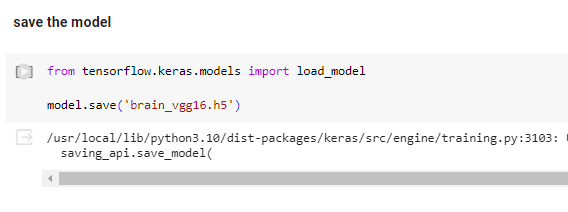 save the model
from tensorflow.keras.models import load_model
model.save('brain_vgg16.h5')
/usr/local/lib/python3.10/dist-packages/keras/src/engine/training.py:3103:
saving_api.save_model(